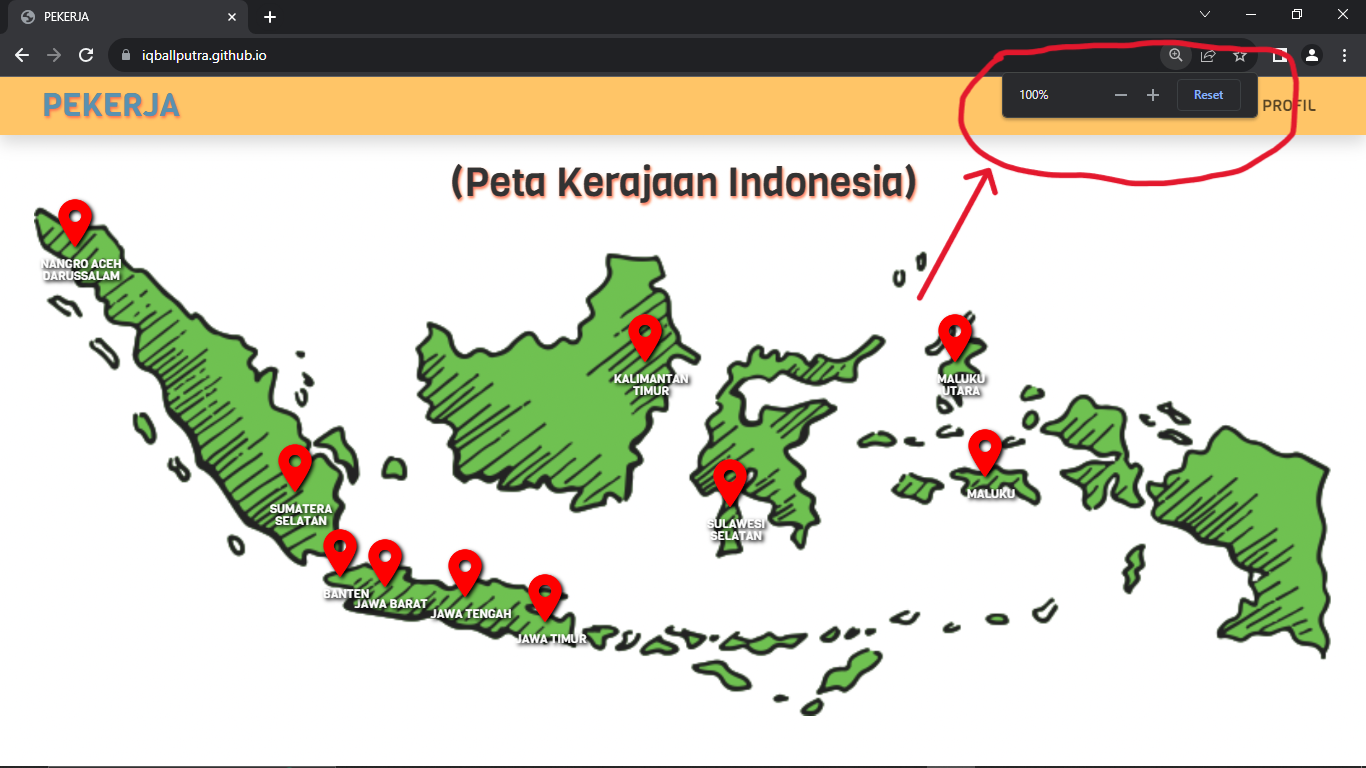 PEKERJA
iqballputra.github.io
100%
Reset
PEKERJA
PROFIL
(Peta Kerajaan Indonesia)
NANGRO ACEH
DARUSSALAM
KALIMANTAN
TIMUR
MALUKU
UTARA
MALUKU
SULAWESI
SELATAN
SUMATERA
SELATAN
BANTEN
JAWA BARAT
JAWA TENGAH
JAWA TIMUR